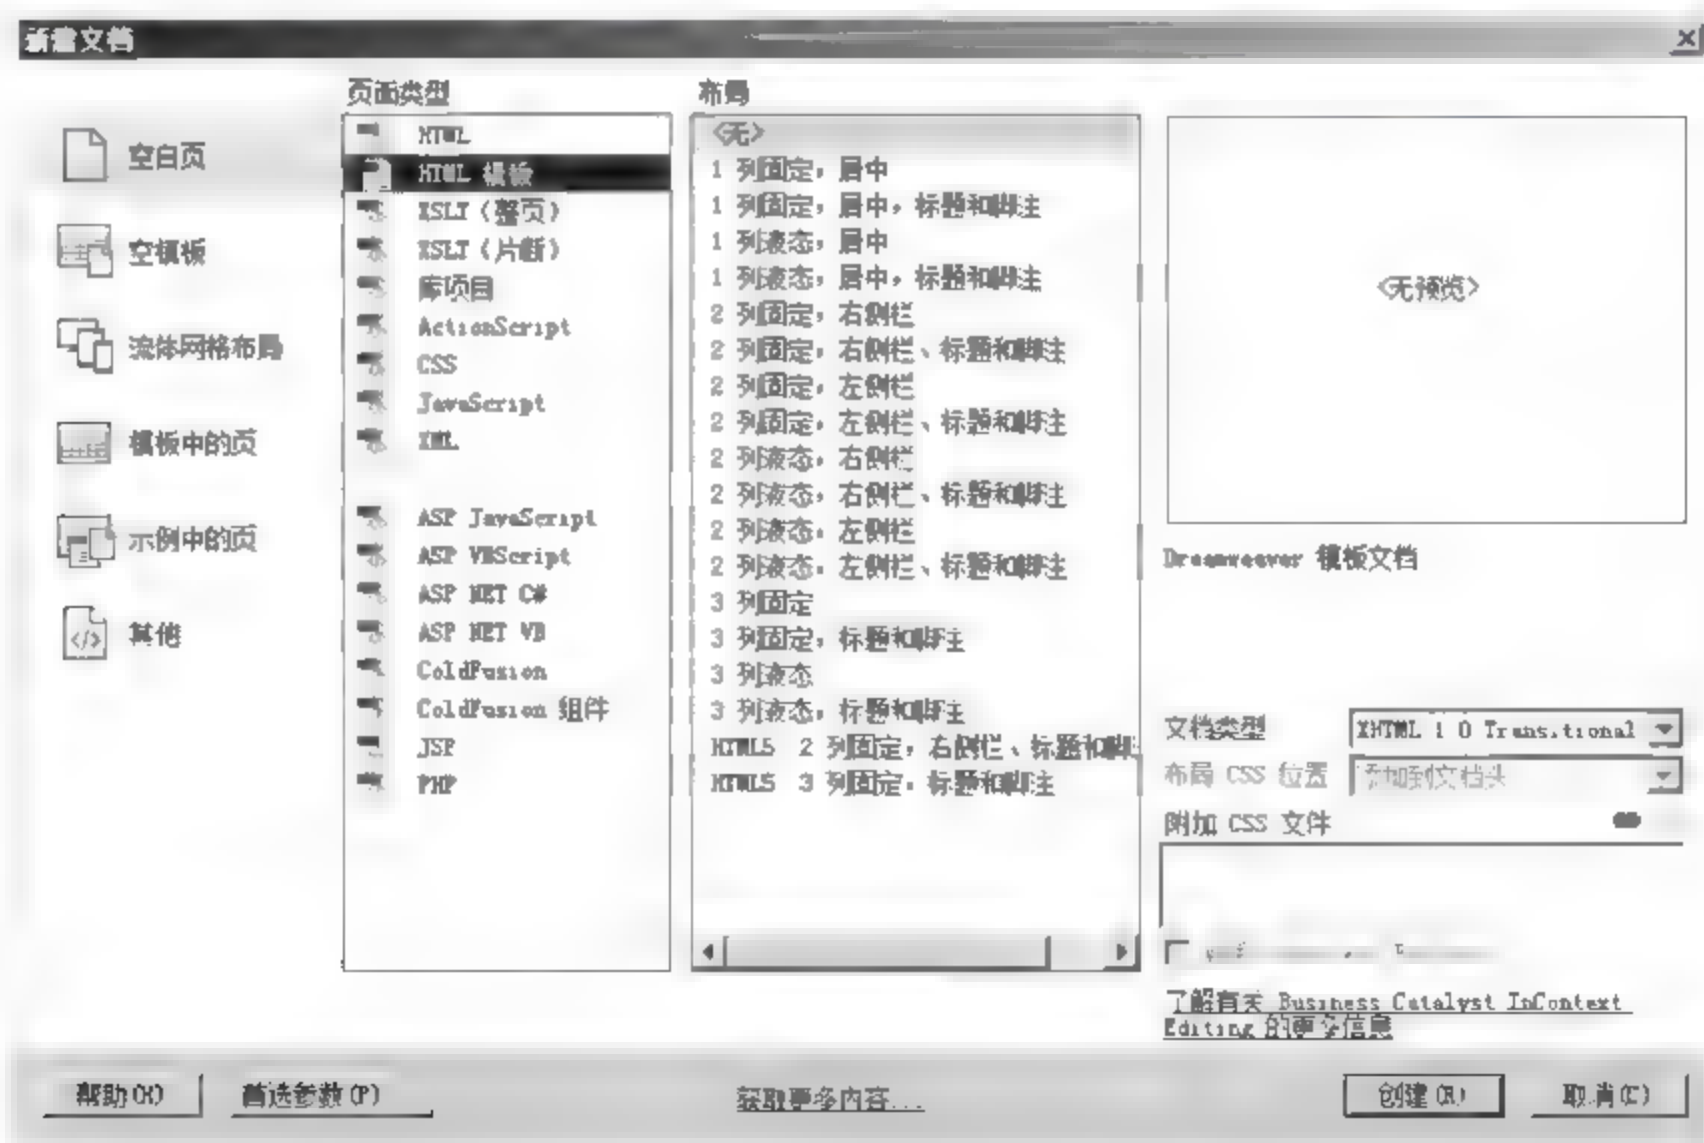 新建文档
空白页
空模板
流体网格布局
模板中的页
示例中的页
其他
页面类型
HTML
HTML 模板
XSLT（整页）
XSLT（片断）
库项目
ActionScript
CSS
JavaScript
XML
ASP JavaScript
ASP VBScript
ASP NET C#
ASP NET VB
ColdFusion
ColdFusion 组件
JSP
PHP
布局
<无>
1 列固定，居中
1 列固定，居中，标题和脚注
1 列液态，居中
1 列液态，居中，标题和脚注
2 列固定，右侧栏
2 列固定，右侧栏、标题和脚注
2 列固定，左侧栏
2 列固定，左侧栏、标题和脚注
2 列液态，右侧栏
2 列液态，右侧栏、标题和脚注
2 列液态，左侧栏
2 列液态，左侧栏、标题和脚注
3 列固定
3 列固定，标题和脚注
3 列液态
3 列液态，标题和脚注
HTML5 2 列固定，右侧栏、标题和脚
HTML5 3 列固定，标题和脚注
<无预览>
Dreamweaver 模板文档
文档类型 XHTML 1 0 Transitional
布局 CSS 位置 添加到文档头
附加 CSS 文件
了解有关 Business Catalyst InContext
Editing 的更多信息
帮助(H) 首选参数(P) 获取更多内容... 创建(R) 取消(C)